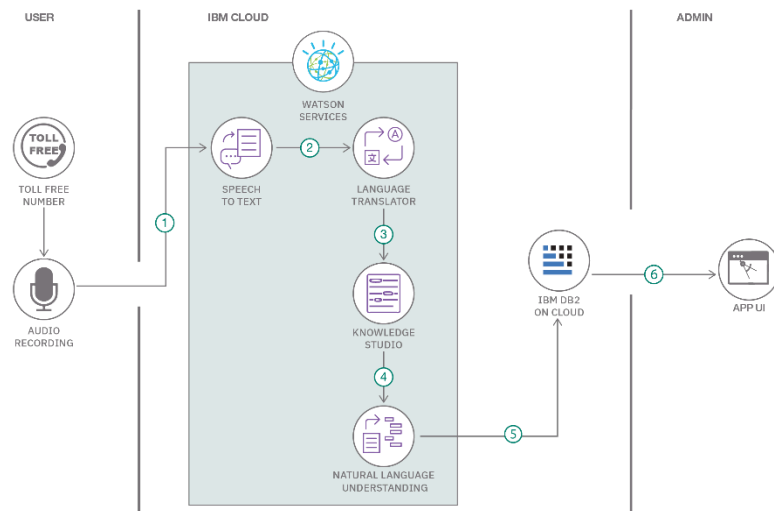 USER
IBM CLOUD
ADMIN
WATSON
SERVICES
TOLL
FREE
TOLL FREE
NUMBER
SPEECH
TO TEXT
2
A
文
LANGUAGE
TRANSLATOR
1
3
AUDIO
RECORDING
KNOWLEDGE
STUDIO
IBM DB2
ON CLOUD
6
APP UI
4
NATURAL LANGUAGE
UNDERSTANDING
5